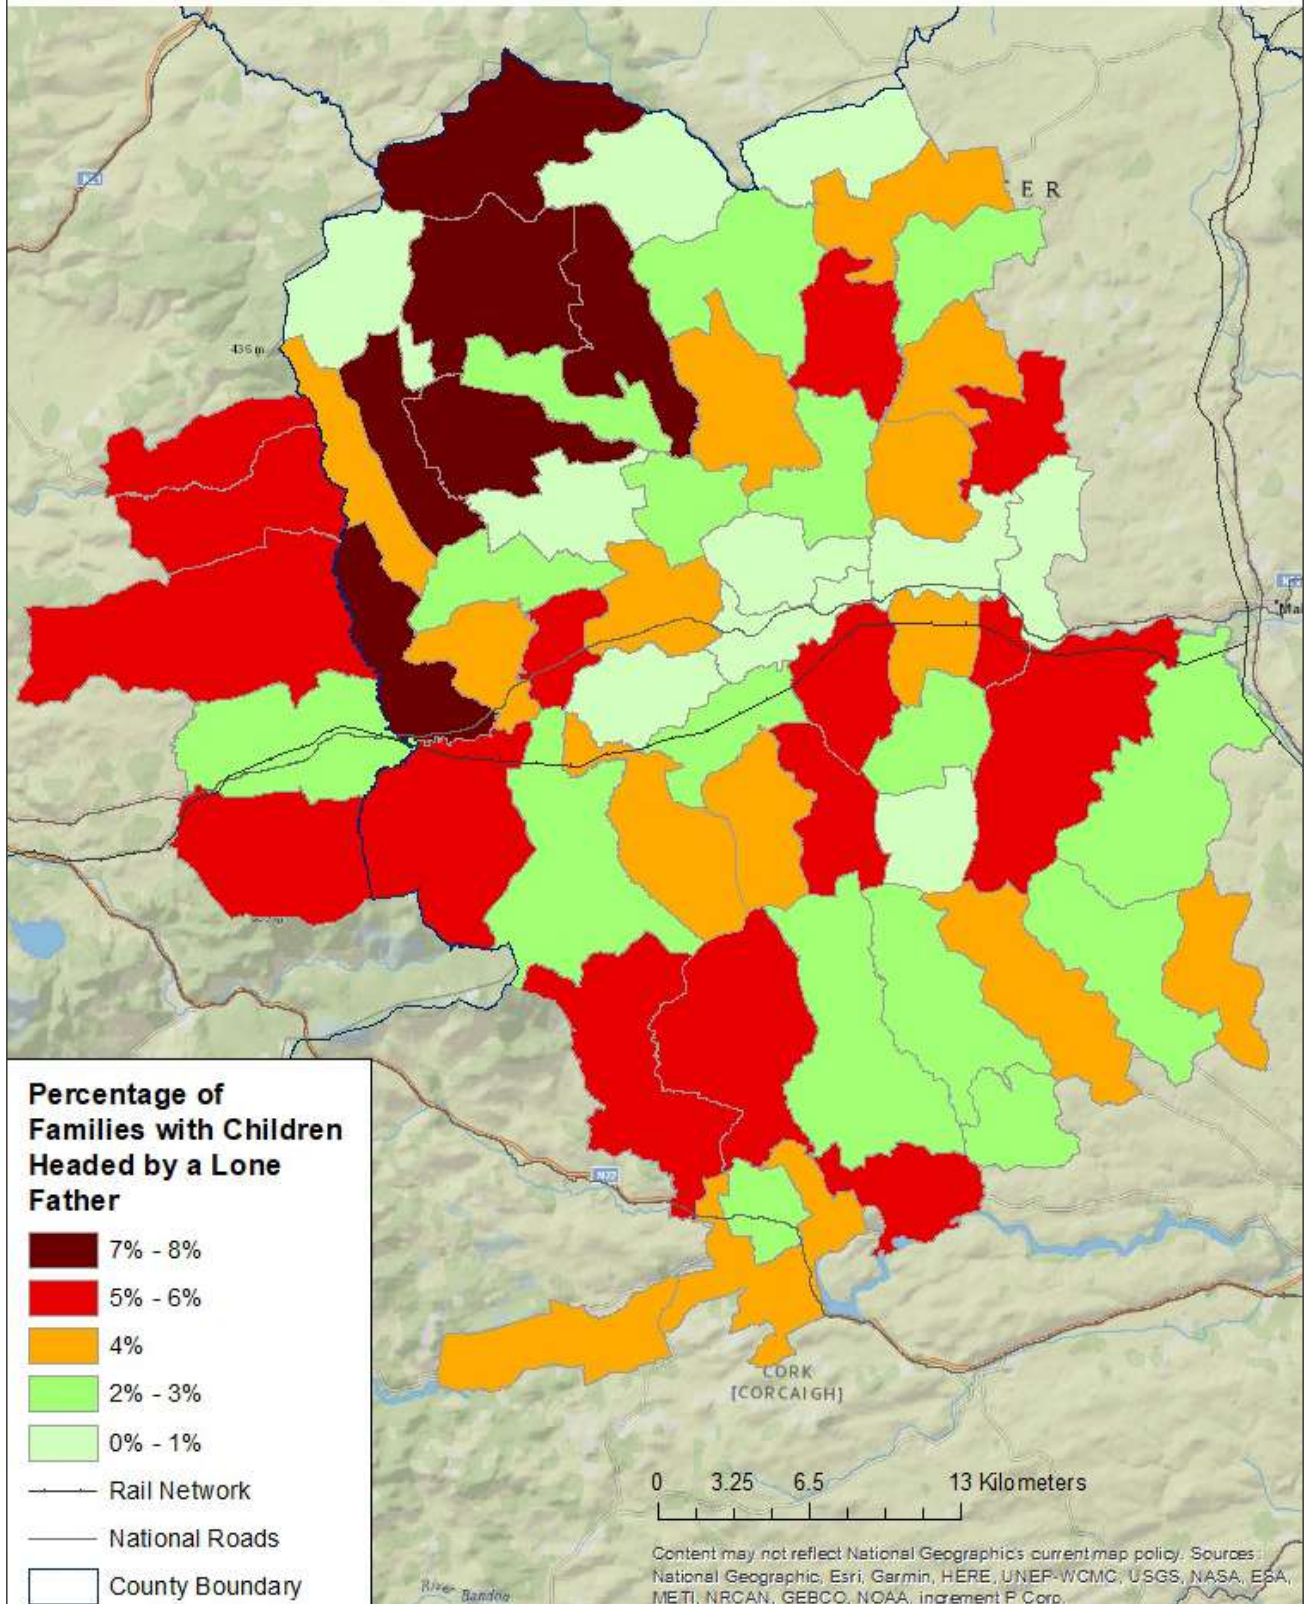 ER
436 m
Percentage of
Families with Children
Headed by a Lone
Father
7% - 8%
5% - 6%
4%
2% - 3%
0% - 1%
Rail Network
National Roads
County Boundary
N72
CORK
[CORCAIGH]
0 3.25 6.5 13 Kilometers
Content may not reflect National Geographic's current map policy. Sources:
National Geographic, Esri, Garmin, HERE, UNEP-WCMC, USGS, NASA, ESA,
METI, NRCAN, GEBCO, NOAA, increment P Corp.
River Bandon